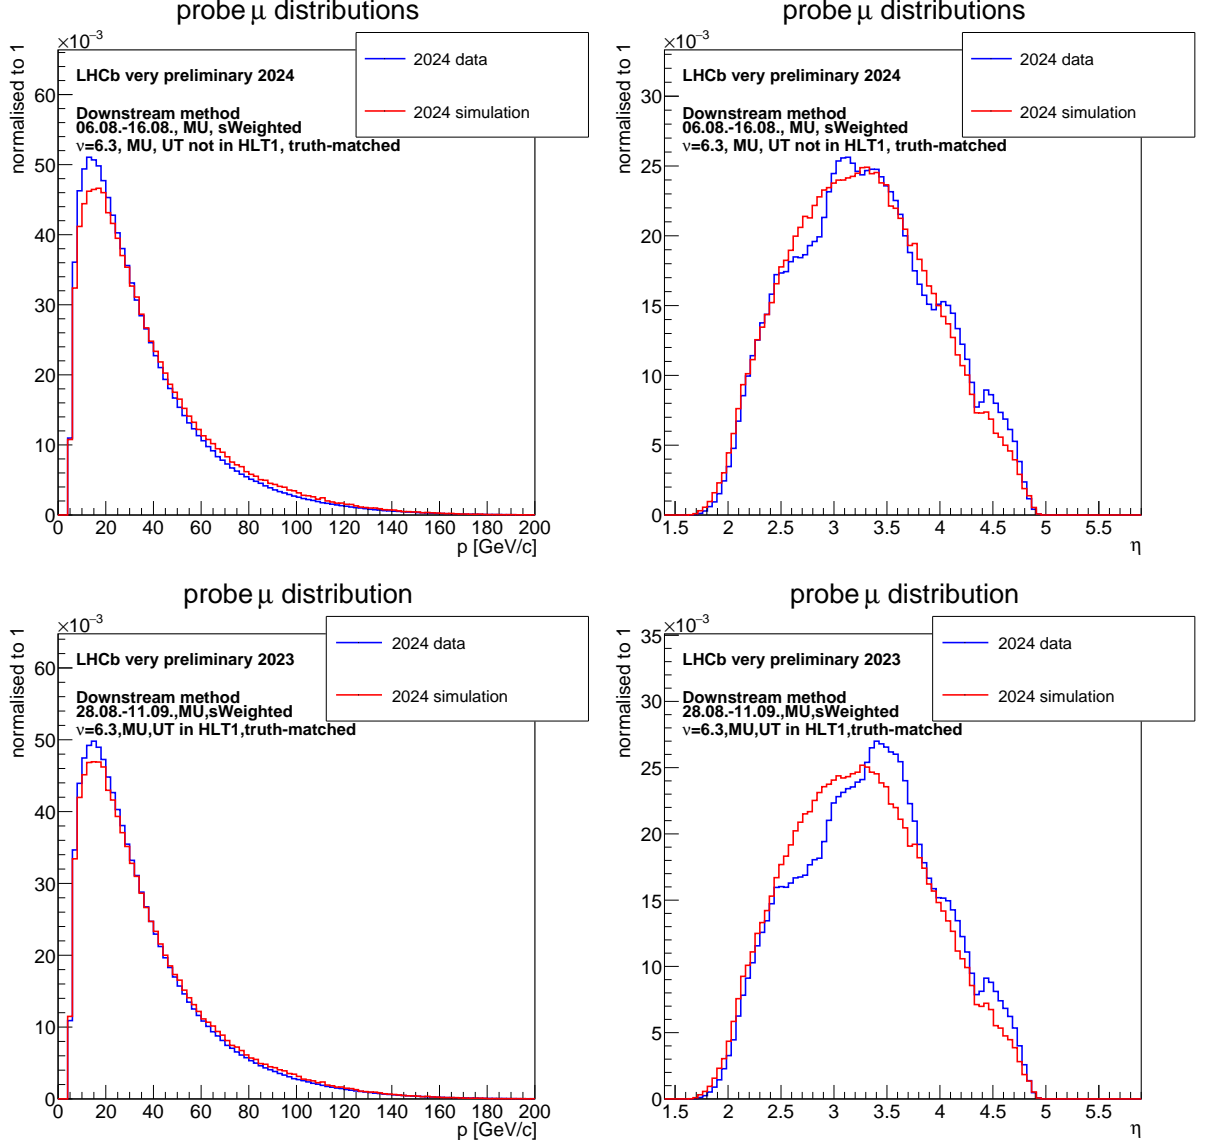 probe μ distributions
×10⁻³
normalised to 1
2024 data
2024 simulation
LHCb very preliminary 2024
Downstream method
06.08.-16.08., MU, sWeighted
ν=6.3, MU, UT not in HLT1, truth-matched
60
50
40
30
20
10
0
0 20 40 60 80 100 120 140 160 180 200
p [GeV/c]
probe μ distributions
×10⁻³
normalised to 1
2024 data
2024 simulation
LHCb very preliminary 2024
Downstream method
06.08.-16.08., MU, sWeighted
ν=6.3, MU, UT not in HLT1, truth-matched
30
25
20
15
10
5
0
1.5 2 2.5 3 3.5 4 4.5 5 5.5
η
probe μ distribution
×10⁻³
normalised to 1
2024 data
2024 simulation
LHCb very preliminary 2023
Downstream method
28.08.-11.09.,MU,sWeighted
ν=6.3,MU,UT in HLT1,truth-matched
60
50
40
30
20
10
0
0 20 40 60 80 100 120 140 160 180 200
p [GeV/c]
probe μ distribution
×10⁻³
normalised to 1
2024 data
2024 simulation
LHCb very preliminary 2023
Downstream method
28.08.-11.09.,MU,sWeighted
ν=6.3,MU,UT in HLT1,truth-matched
35
30
25
20
15
10
5
0
1.5 2 2.5 3 3.5 4 4.5 5 5.5
η